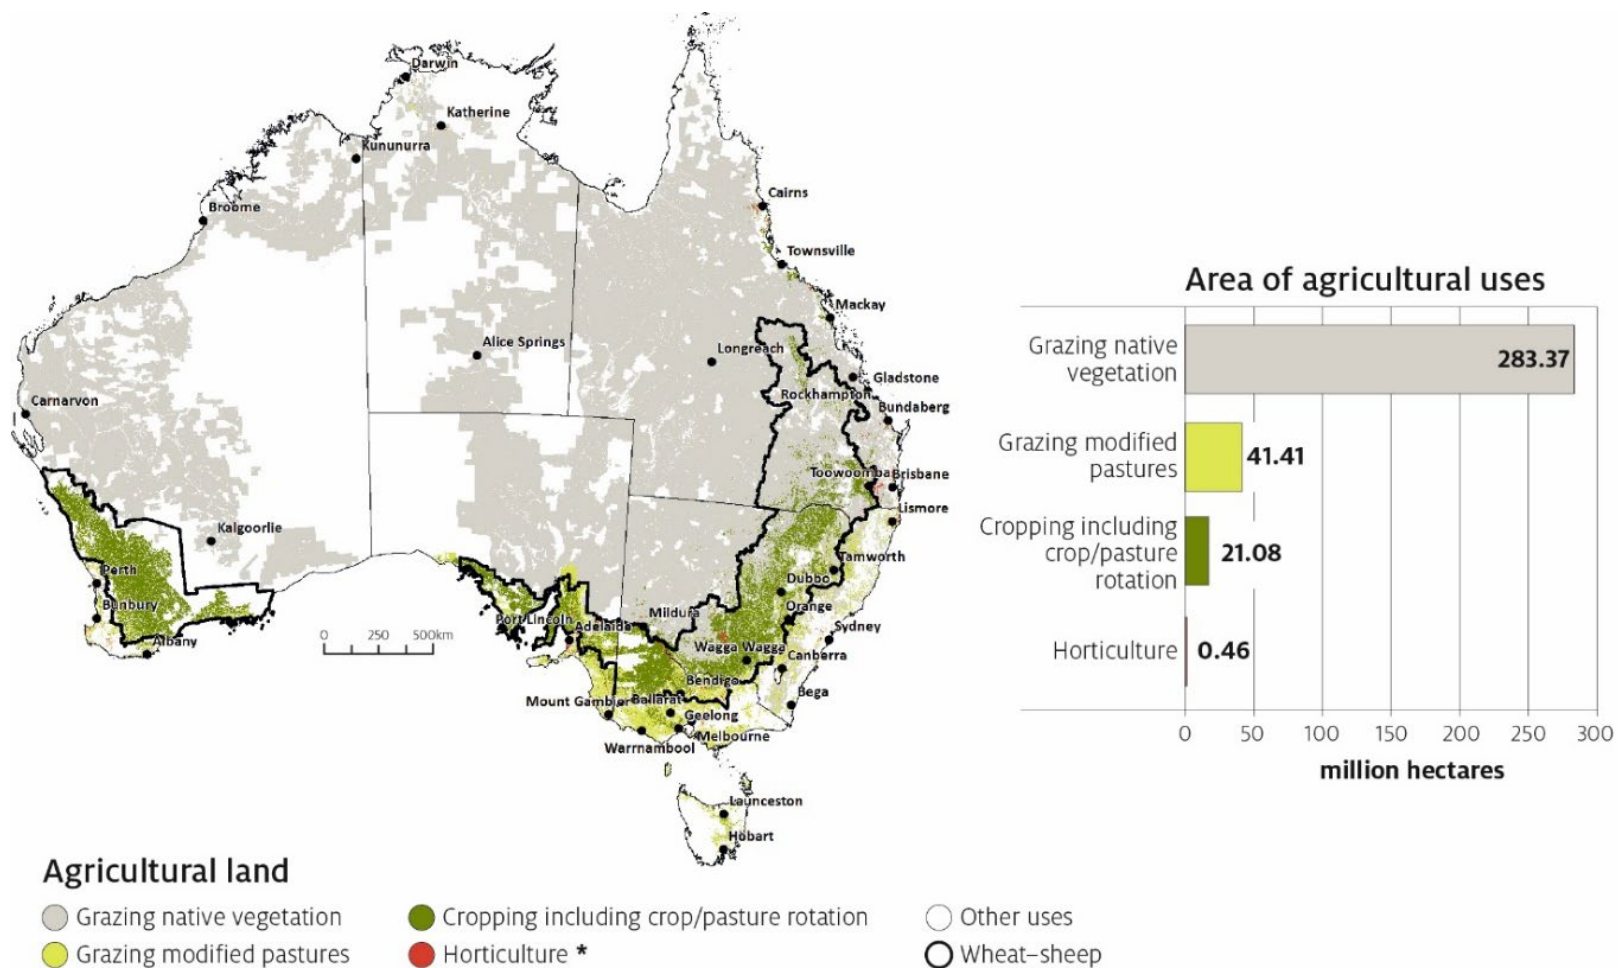 Darwin
Katherine
Kununurra
Broome
Cairns
Townsville
Mackay
Alice Springs
Longreach
Gladstone
Rockhampton
Bundaberg
Carnarvon
Toowoomba
Brisbane
Lismore
Kalgoorlie
Tamworth
Perth
Dubbo
Bunbury
Orange
Mildura
Port Lincoln
Adelaide
Sydney
Albany
Wagga Wagga
Canberra
Bendigo
Bega
Mount Gambier
Ballarat
Geelong
Melbourne
Warrnambool
Launceston
Hobart
0 250 500km
Area of agricultural uses
Grazing native
vegetation
283.37
Grazing modified
pastures
41.41
Cropping including
crop/pasture
rotation
21.08
Horticulture
0.46
0 50 100 150 200 250 300
million hectares
Agricultural land
Grazing native vegetation
Grazing modified pastures
Cropping including crop/pasture rotation
Horticulture *
Other uses
Wheat–sheep